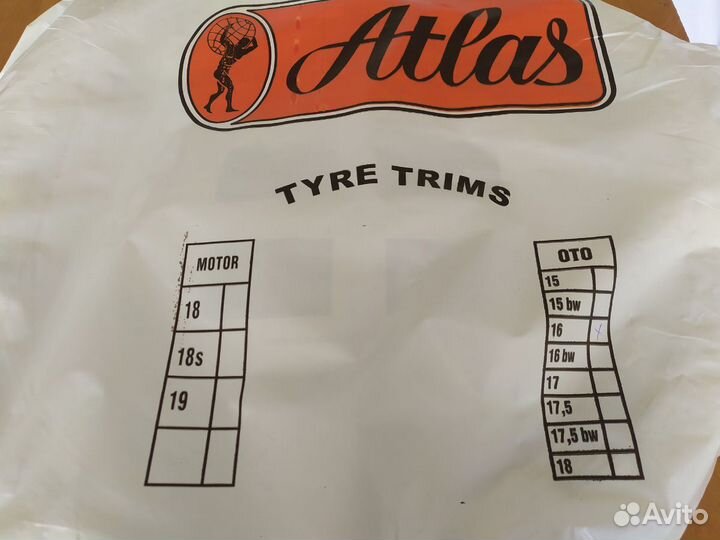 Atlas
TYRE TRIMS
MOTOR
18
18s
19
OTO
15
15 bw
16 x
16 bw
17
17,5
17,5 bw
18
Avito